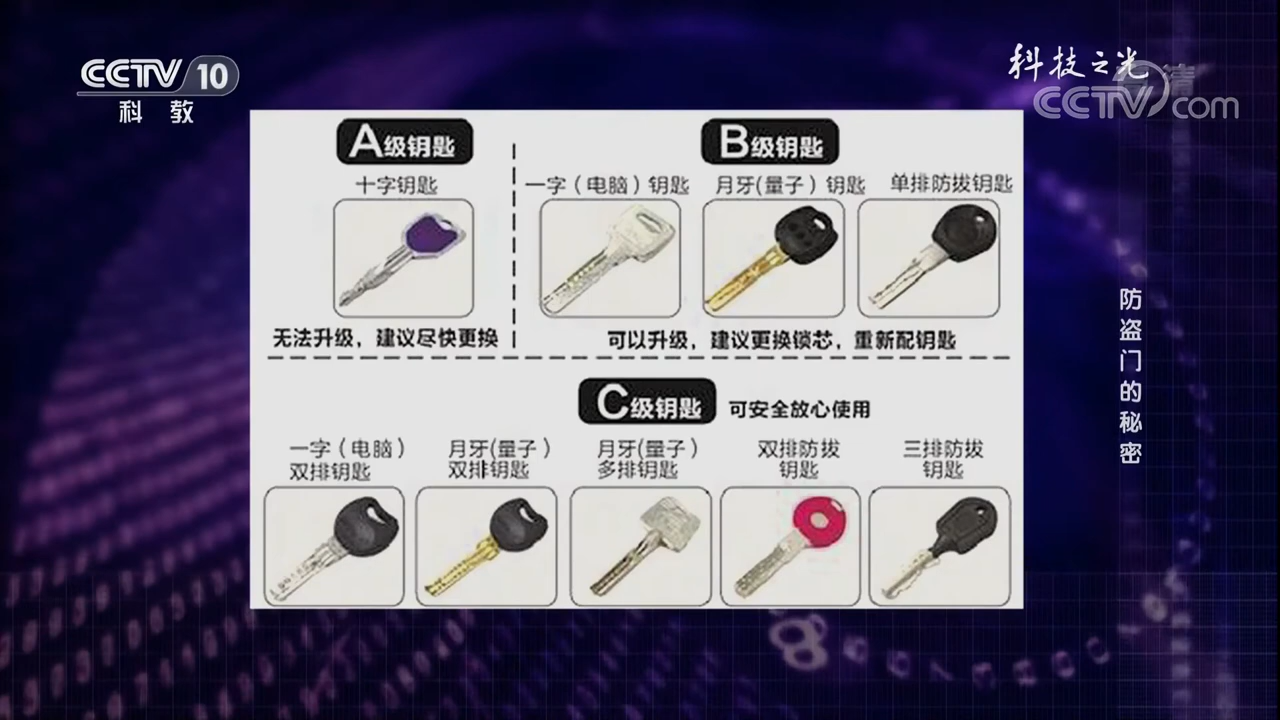 CCTV 10
科教
科技之光
CCTV.com
A级钥匙
十字钥匙
无法升级，建议尽快更换
B级钥匙
一字（电脑）钥匙
月牙(量子）钥匙
单排防拔钥匙
可以升级，建议更换锁芯，重新配钥匙
C级钥匙
可安全放心使用
一字（电脑）
双排钥匙
月牙(量子）
双排钥匙
月牙(量子）
多排钥匙
双排防拔
钥匙
三排防拔
钥匙
防盗门的秘密